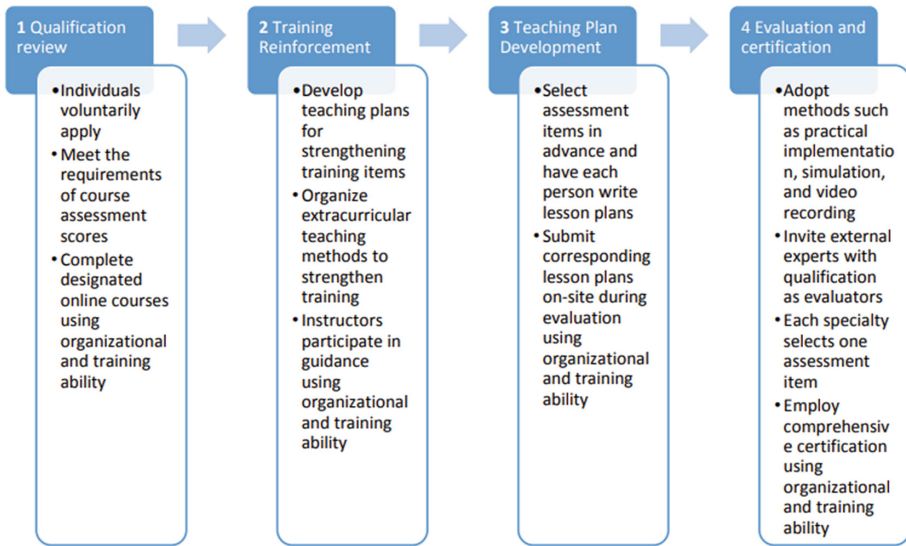 1 Qualification
review
•Individuals
voluntarily
apply
• Meet the
requirements
of course
assessment
scores
• Complete
designated
online courses
using
organizational
and training
ability
2 Training
Reinforcement
•Develop
teaching plans
for
strengthening
training items
• Organize
extracurricular
teaching
methods to
strengthen
training
• Instructors
participate in
guidance
using
organizational
and training
ability
3 Teaching Plan
Development
•Select
assessment
items in
advance and
have each
person write
lesson plans
• Submit
corresponding
lesson plans
on-site during
evaluation
using
organizational
and training
ability
4 Evaluation and
certification
•Adopt
methods such
as practical
implementatio
n, simulation,
and video
recording
• Invite external
experts with
qualification
as evaluators
• Each specialty
selects one
assessment
item
• Employ
comprehensiv
e certification
using
organizational
and training
ability